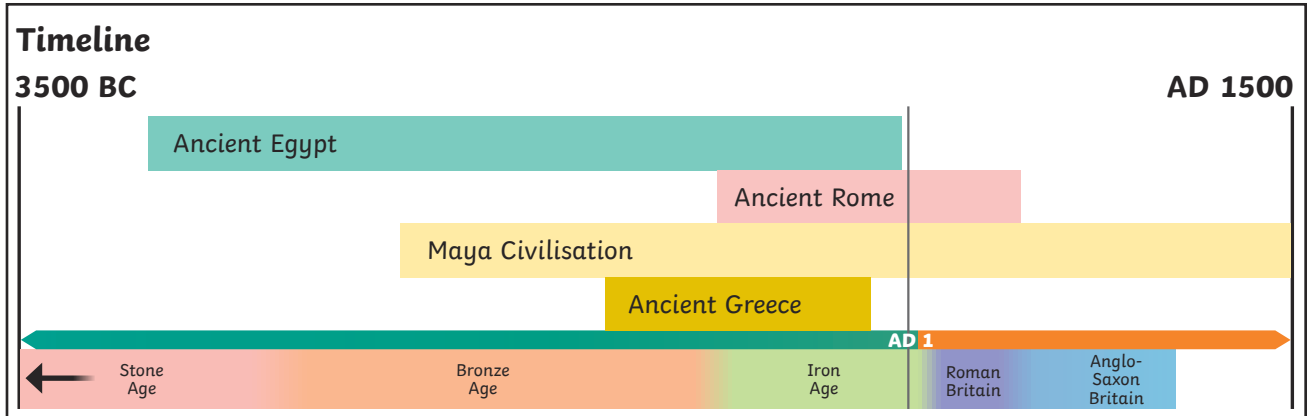 Timeline
3500 BC
AD 1500
Ancient Egypt
Ancient Rome
Maya Civilisation
Ancient Greece
AD 1
Stone
Age
Bronze
Age
Iron
Age
Roman
Britain
Anglo-
Saxon
Britain